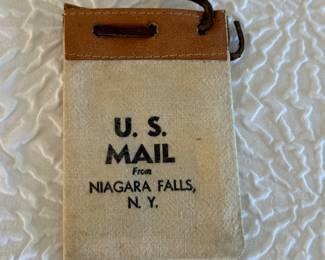 U. S.
MAIL
From
NIAGARA FALLS,
N. Y.